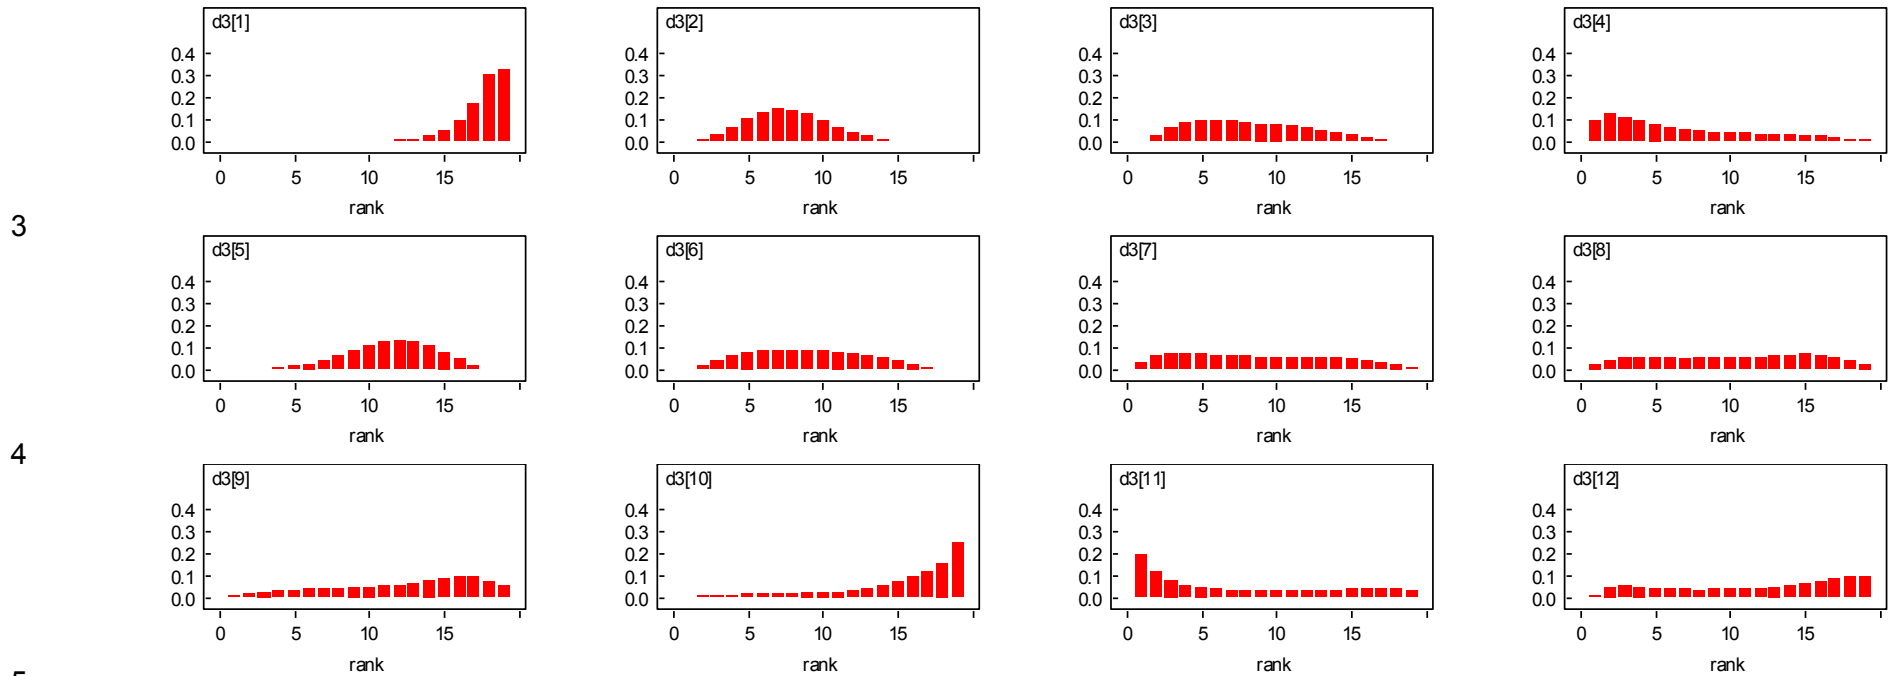 d3[1] d3[2] d3[3] d3[4]
0.4 0.4 0.4 0.4
0.3 0.3 0.3 0.3
0.2 0.2 0.2 0.2
0.1 0.1 0.1 0.1
0.0 0.0 0.0 0.0
0 5 10 15 0 5 10 15 0 5 10 15 0 5 10 15
rank rank rank rank
3
d3[5] d3[6] d3[7] d3[8]
0.4 0.4 0.4 0.4
0.3 0.3 0.3 0.3
0.2 0.2 0.2 0.2
0.1 0.1 0.1 0.1
0.0 0.0 0.0 0.0
0 5 10 15 0 5 10 15 0 5 10 15 0 5 10 15
rank rank rank rank
4
d3[9] d3[10] d3[11] d3[12]
0.4 0.4 0.4 0.4
0.3 0.3 0.3 0.3
0.2 0.2 0.2 0.2
0.1 0.1 0.1 0.1
0.0 0.0 0.0 0.0
0 5 10 15 0 5 10 15 0 5 10 15 0 5 10 15
rank rank rank rank